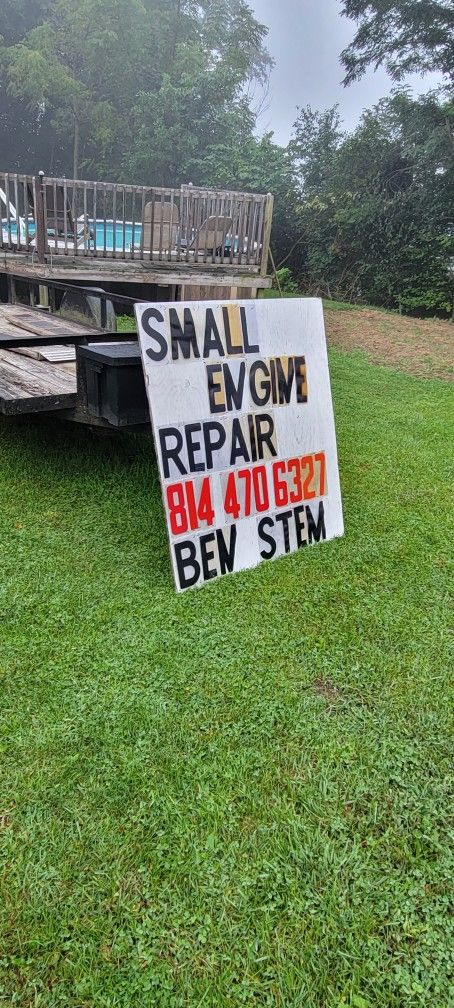 SMALL
ENGINE
REPAIR
814 470 6327
BEN STEM